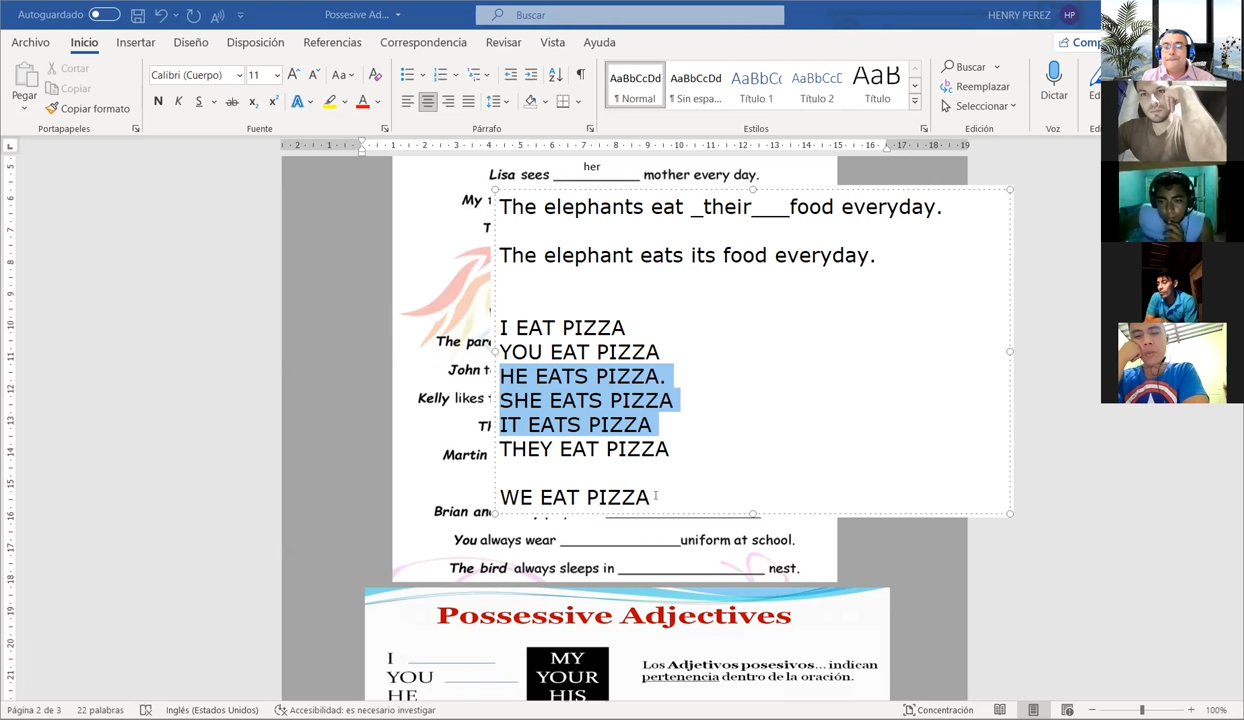 Autoguardado
Possesive Ad...
Buscar
HENRY PEREZ
HP
Archivo
Inicio
Insertar
Diseño
Disposición
Referencias
Correspondencia
Revisar
Vista
Ayuda
Pegar
Cortar
Copiar
Copiar formato
Portapapeles
Calibri (Cuerpo)
11
N K S
Fuente
Párrafo
AaBbCcDd
¶ Normal
AaBbCcDd
¶ Sin espa...
AaBbCc
Título 1
AaBbCcD
Título 2
AaB
Título
Estilos
Buscar
Reemplazar
Seleccionar
Edición
Dictar
Voz
her
Lisa sees ____________ mother every day.
My
The elephants eat _their___food everyday.
The elephant eats its food everyday.
I EAT PIZZA
YOU EAT PIZZA
The par
HE EATS PIZZA.
John t
SHE EATS PIZZA
Kelly likes
IT EATS PIZZA
THEY EAT PIZZA
Martin
WE EAT PIZZA
Brian an
You always wear ________________uniform at school.
The bird always sleeps in ___________________ nest.
Possessive Adjectives
I
YOU
HE
MY
YOUR
HIS
Los Adjetivos posesivos... indican
pertenencia dentro de la oración.
Página 2 de 3
22 palabras
Inglés (Estados Unidos)
Accesibilidad: es necesario investigar
Concentración
100%